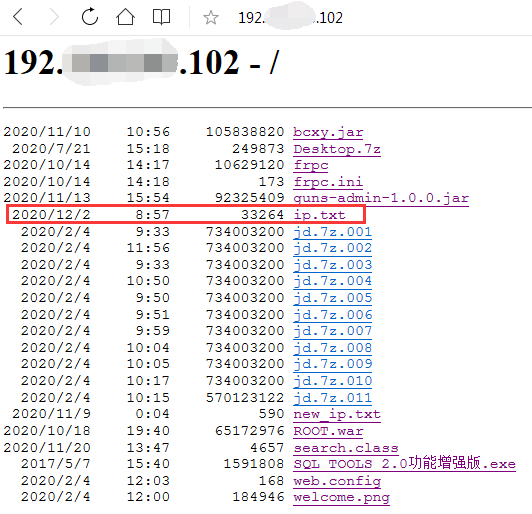 192. .102
192. .102 - /
2020/11/10 10:56 105838820 bcxy.jar
2020/7/21 15:18 249873 Desktop.7z
2020/10/14 14:17 10629120 frpc
2020/10/14 14:18 173 frpc.ini
2020/11/13 15:54 92325409 guns-admin-1.0.0.jar
2020/12/2 8:57 33264 ip.txt
2020/2/4 9:33 734003200 jd.7z.001
2020/2/4 11:56 734003200 jd.7z.002
2020/2/4 9:33 734003200 jd.7z.003
2020/2/4 10:50 734003200 jd.7z.004
2020/2/4 9:50 734003200 jd.7z.005
2020/2/4 9:51 734003200 jd.7z.006
2020/2/4 9:59 734003200 jd.7z.007
2020/2/4 10:04 734003200 jd.7z.008
2020/2/4 10:05 734003200 jd.7z.009
2020/2/4 10:17 734003200 jd.7z.010
2020/2/4 10:15 570123122 jd.7z.011
2020/11/9 0:04 590 new_ip.txt
2020/10/18 19:40 65172976 ROOT.war
2020/11/20 13:47 4657 search.class
2017/5/7 15:40 1591808 SQL TOOLS 2.0功能增强版.exe
2020/2/4 12:03 168 web.config
2020/2/4 12:00 184946 welcome.png